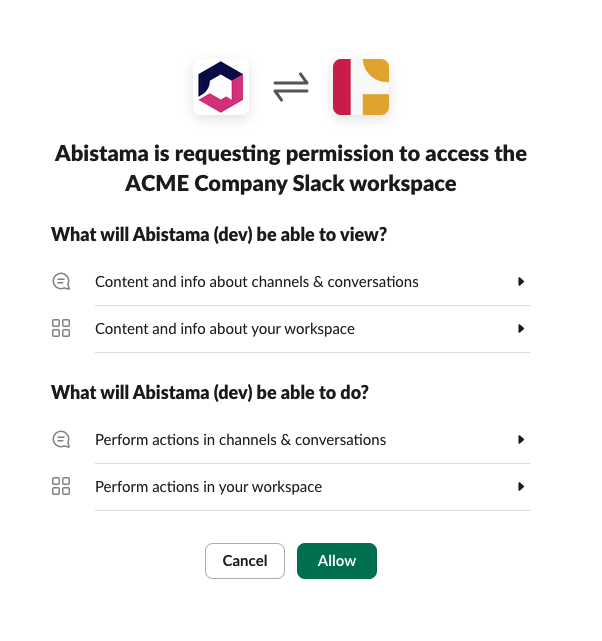 Abistama is requesting permission to access the
ACME Company Slack workspace
What will Abistama (dev) be able to view?
Content and info about channels & conversations
Content and info about your workspace
What will Abistama (dev) be able to do?
Perform actions in channels & conversations
Perform actions in your workspace
Cancel
Allow